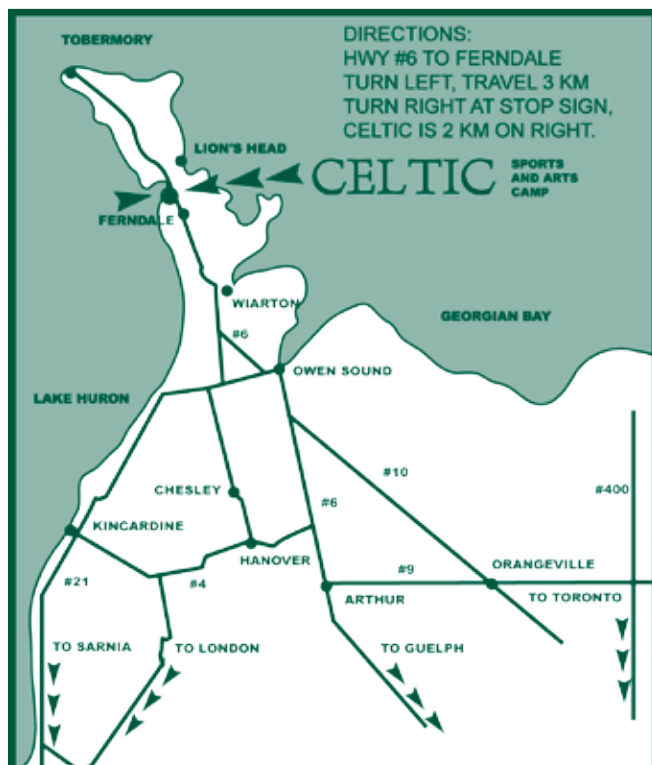 TOBERMORY
DIRECTIONS:
HWY #6 TO FERNDALE
TURN LEFT, TRAVEL 3 KM
TURN RIGHT AT STOP SIGN,
CELTIC IS 2 KM ON RIGHT.
LION'S HEAD
CELTIC
SPORTS
AND ARTS
CAMP
FERNDALE
WIARTON
GEORGIAN BAY
#6
OWEN SOUND
LAKE HURON
#10
CHESLEY
#400
#6
KINCARDINE
HANOVER
ORANGEVILLE
#9
#21
#4
ARTHUR
TO TORONTO
TO SARNIA
TO LONDON
TO GUELPH